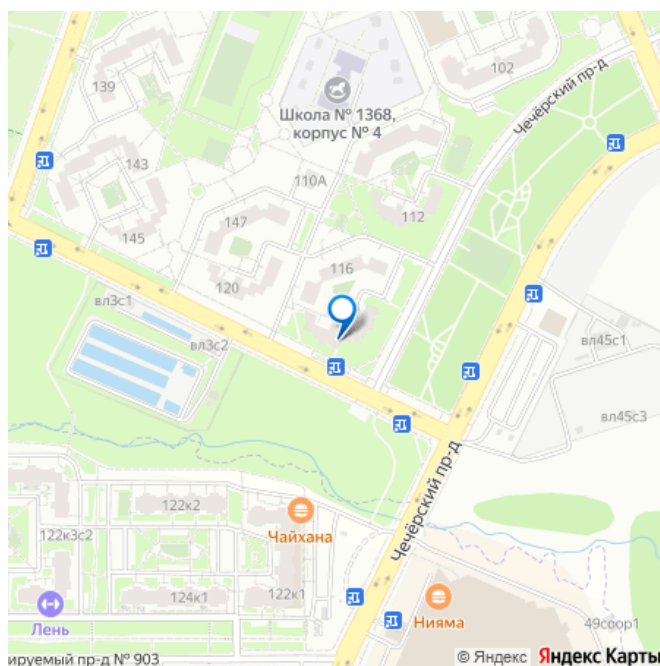 102
139
Чечёрский пр-д
Школа № 1368,
корпус № 4
143
110А
147
112
145
116
120
вл3с1
вл3с2
вл45с1
вл45с3
Чечёрский пр-д
122к2
Чайхана
122к3с2
124к1
122к1
Лень
Нияма
49соор1
ируемый пр-д № 903
© Яндекс Яндекс Карты